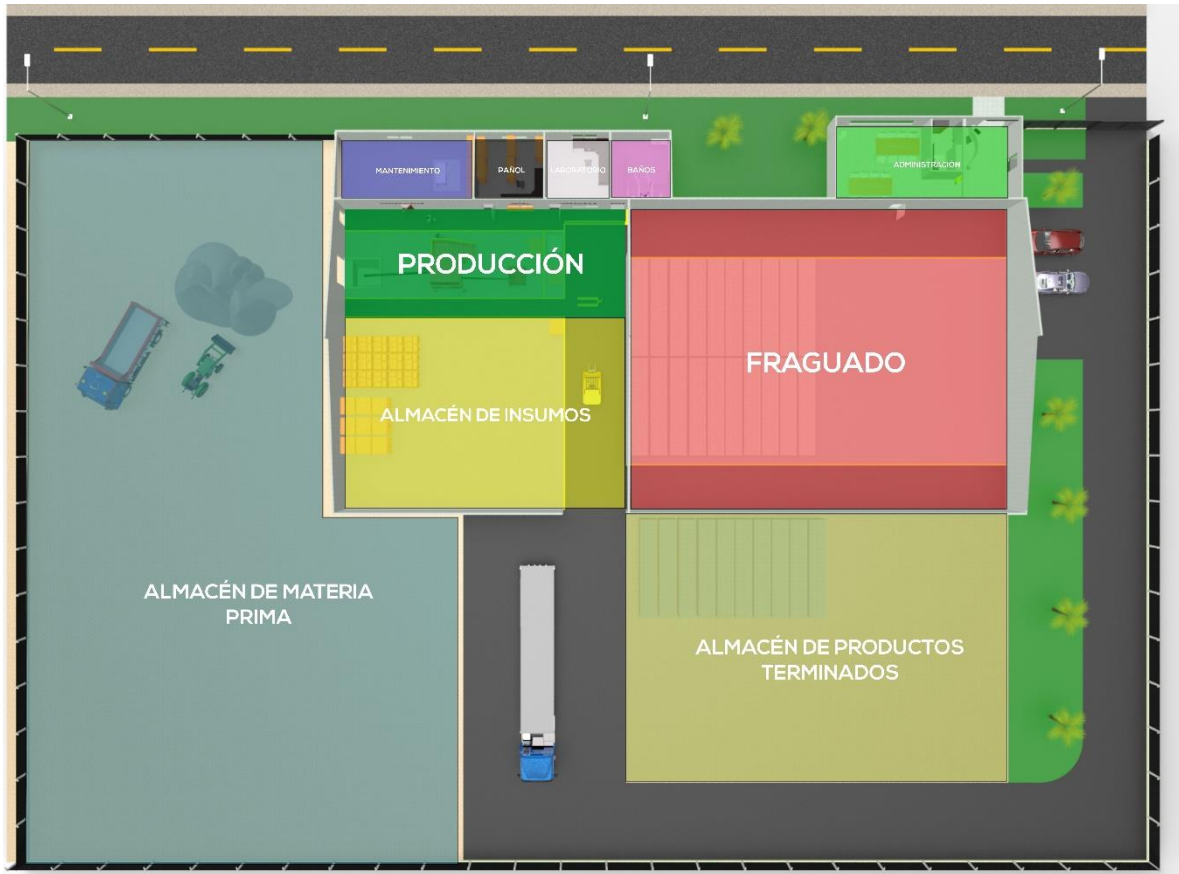 MANTENIMIENTO
PAÑOL
LABORATORIO
BAÑOS
ADMINISTRACION
PRODUCCIÓN
FRAGUADO
ALMACÉN DE INSUMOS
ALMACÉN DE MATERIA
PRIMA
ALMACÉN DE PRODUCTOS
TERMINADOS